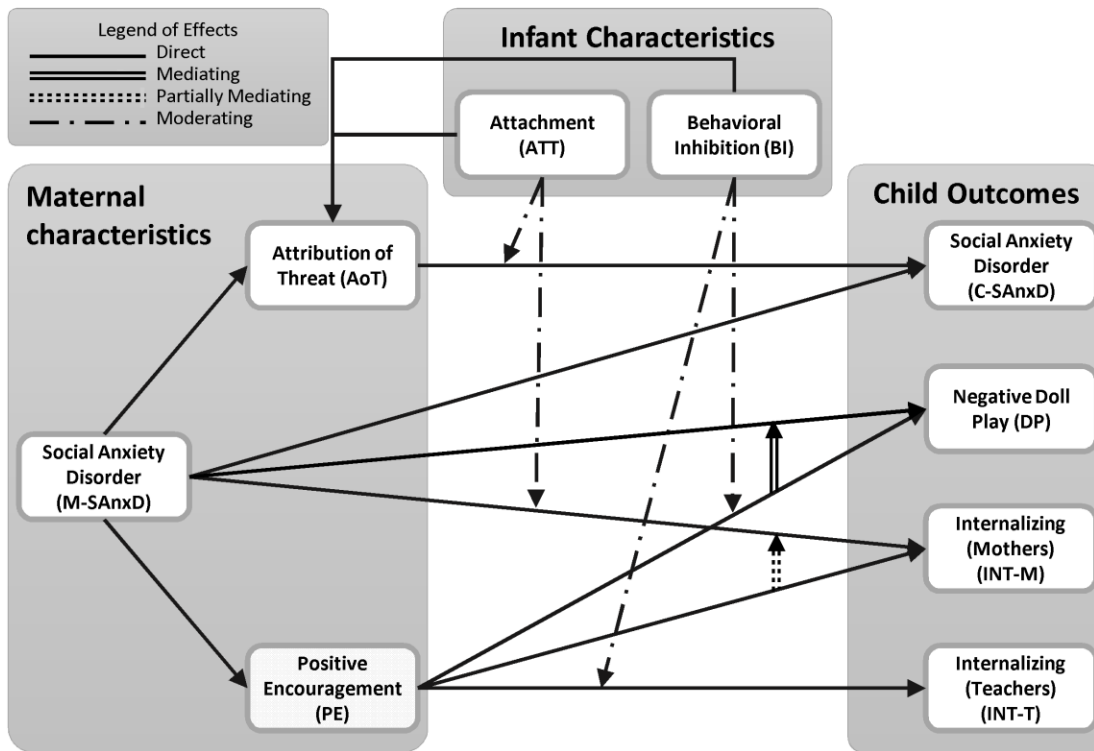 Legend of Effects
Direct
Mediating
Partially Mediating
Moderating
Infant Characteristics
Attachment
(ATT)
Behavioral
Inhibition (BI)
Maternal
characteristics
Attribution of
Threat (AoT)
Social Anxiety
Disorder
(M-SAnxD)
Positive
Encouragement
(PE)
Child Outcomes
Social Anxiety
Disorder
(C-SAnxD)
Negative Doll
Play (DP)
Internalizing
(Mothers)
(INT-M)
Internalizing
(Teachers)
(INT-T)